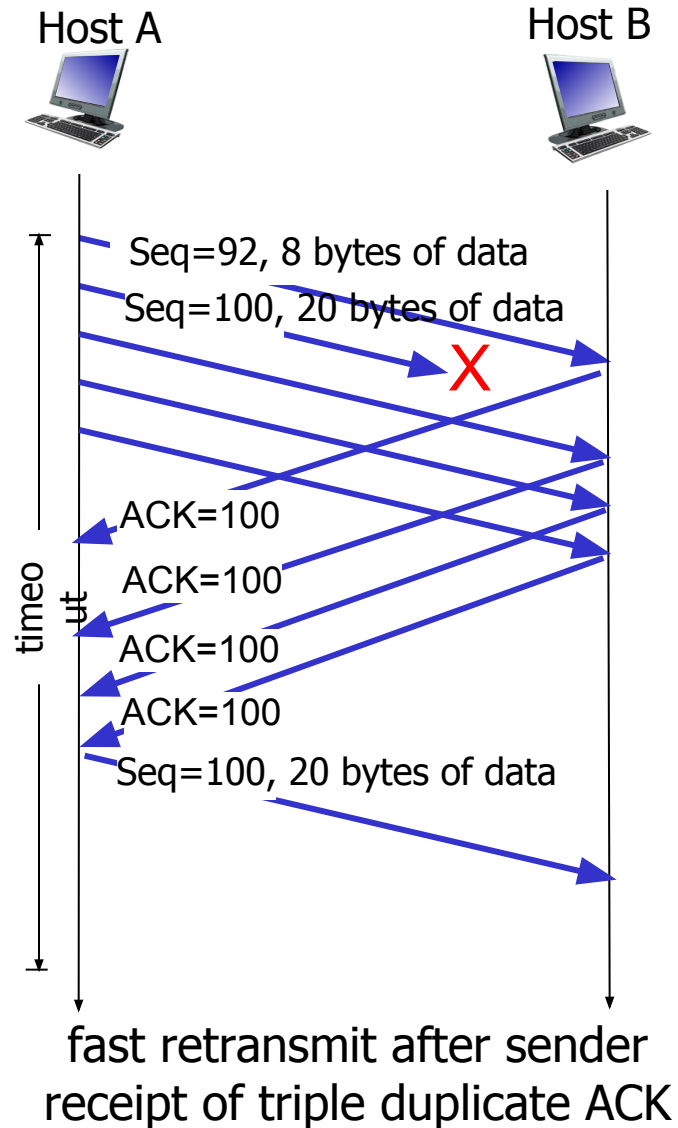 Host A
Host B
Seq=92, 8 bytes of data
Seq=100, 20 bytes of data
X
ACK=100
timeo
ut
ACK=100
ACK=100
ACK=100
Seq=100, 20 bytes of data
fast retransmit after sender
receipt of triple duplicate ACK